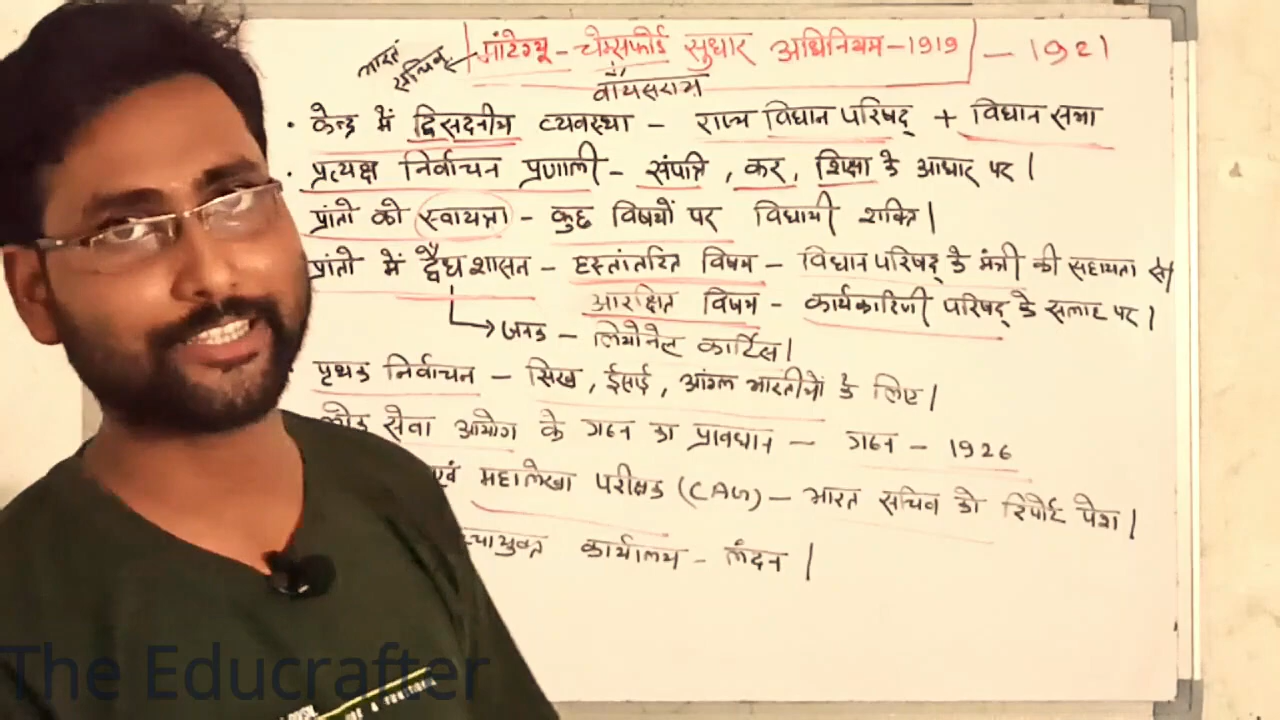 मांटेग्यू - चेम्सफोर्ड सुधार अधिनियम - 1919 - 1921
भारत सचिव
वॉयसराय
• केन्द्र में द्विसदनीय व्यवस्था - राज्य विधान परिषद् + विधान सभा
• प्रत्यक्ष निर्वाचन प्रणाली - संपत्ति, कर, शिक्षा के आधार पर।
प्रांतो को स्वायत्ता - कुछ विषयों पर विधायी शक्ति।
प्रांतो में द्वैध शासन - हस्तांतरित विषय - विधान परिषद् के मंत्री की सहायता से।
आरक्षित विषय - कार्यकारिणी परिषद् के सलाह पर।
जनक - लियोनेल कार्टिस।
पृथक निर्वाचन - सिख, ईसाई, आंग्ल भारतीयों के लिए।
सेवा आयोग के गठन का प्रावधान - गठन - 1926
एवं महालेखा परीक्षक (CAG) - भारत सचिव को रिपोर्ट पेश।
कार्यालय - लंदन।
The Educrafter